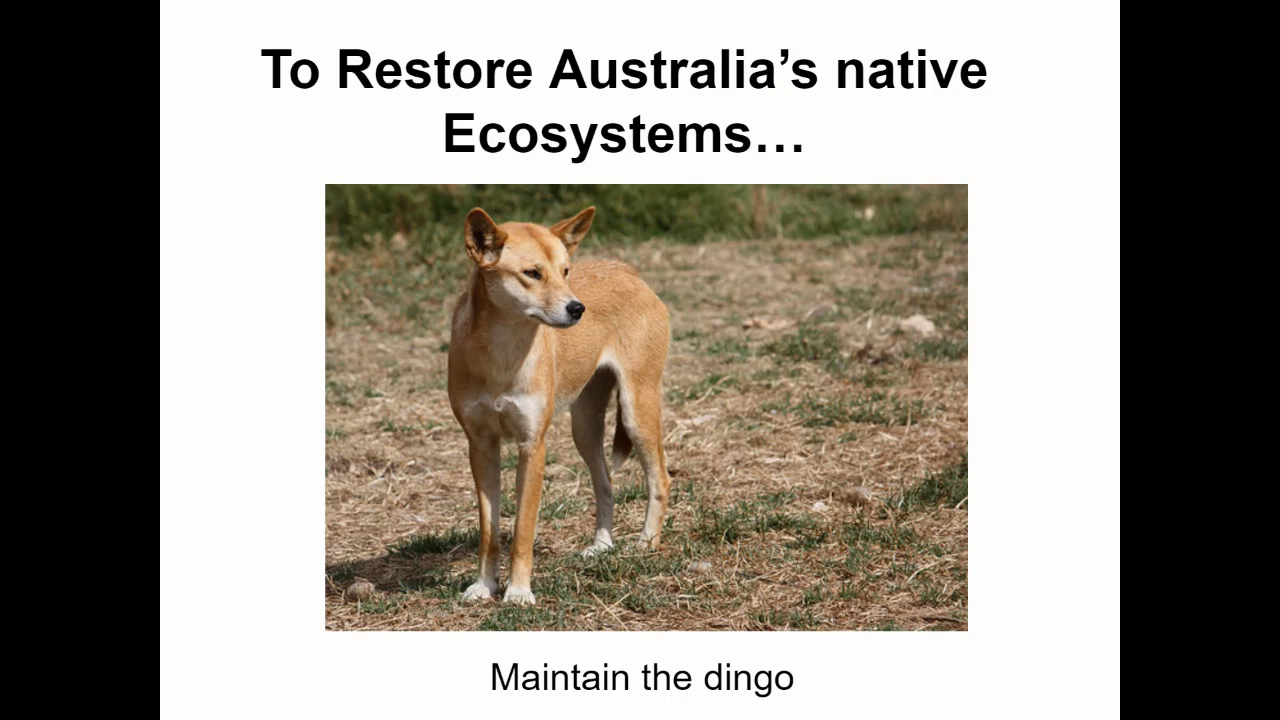 To Restore Australia’s native
Ecosystems…
Maintain the dingo